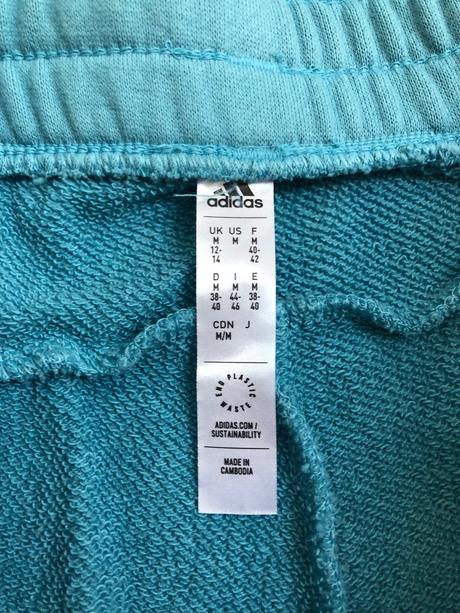 adidas
UK US F
M M M
12- 40-
14 42
D I E
M M M
38- 44- 38-
40 46 40
CDN J
M/M
END PLASTIC WASTE
ADIDAS.COM/
SUSTAINABILITY
MADE IN
CAMBODIA